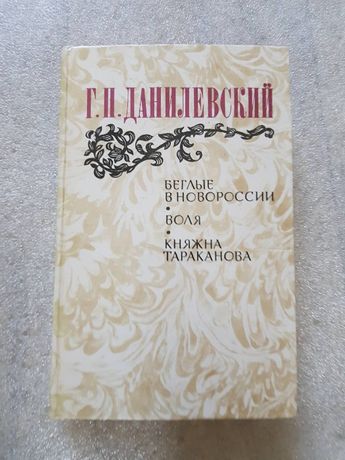 Г.П. ДАНИЛЕВСКИЙ
БЕГЛЫЕ
В НОВОРОССИИ
•
ВОЛЯ
•
КНЯЖНА
ТАРАКАНОВА